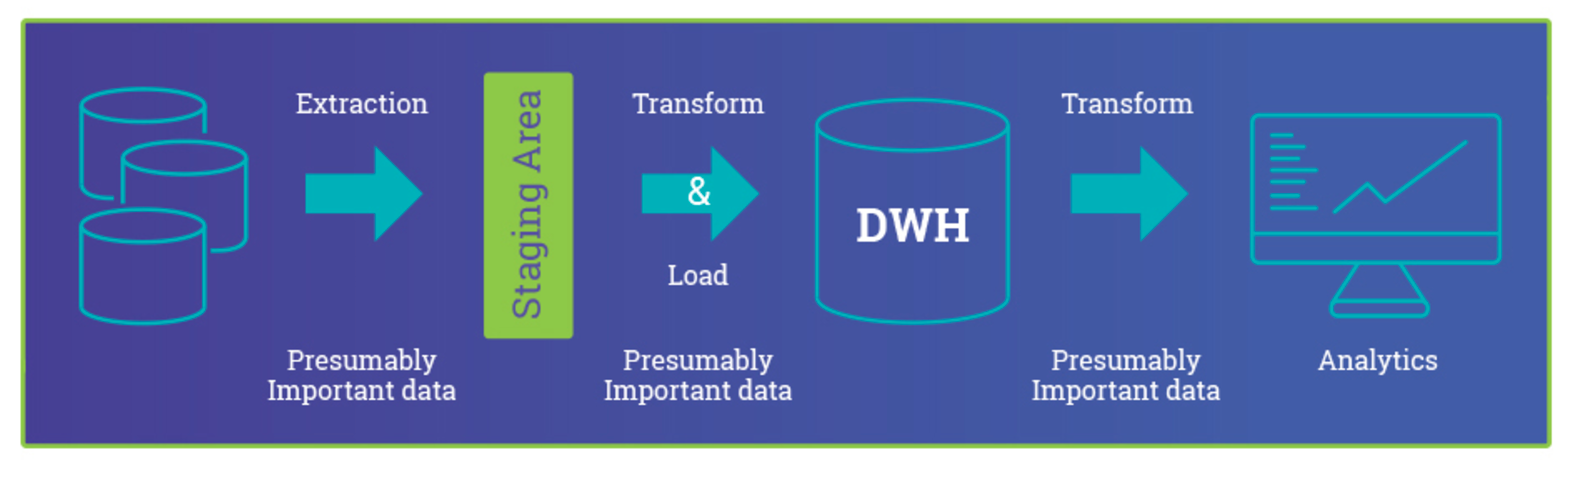 Extraction
Staging Area
Transform
&
Load
DWH
Transform
Presumably
Important data
Presumably
Important data
Presumably
Important data
Analytics